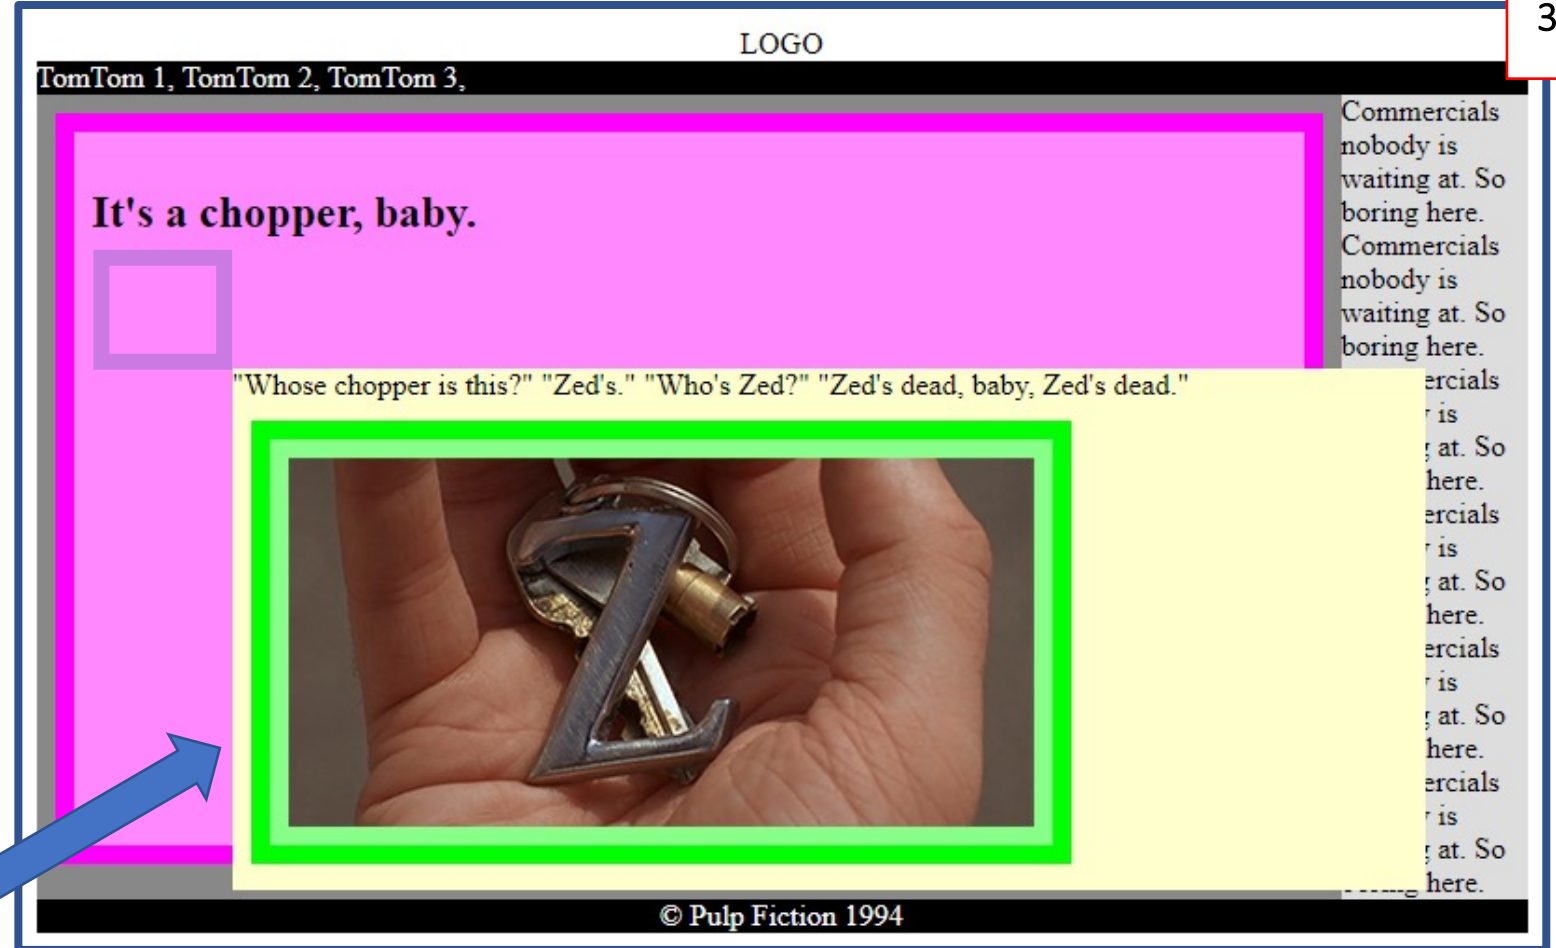 3
LOGO
TomTom 1, TomTom 2, TomTom 3,
It's a chopper, baby.
"Whose chopper is this?" "Zed's." "Who's Zed?" "Zed's dead, baby, Zed's dead."
Commercials
nobody is
waiting at. So
boring here.
Commercials
nobody is
waiting at. So
boring here.
ercials
is
at. So
here.
ercials
is
at. So
here.
ercials
is
at. So
here.
ercials
is
at. So
here.
© Pulp Fiction 1994